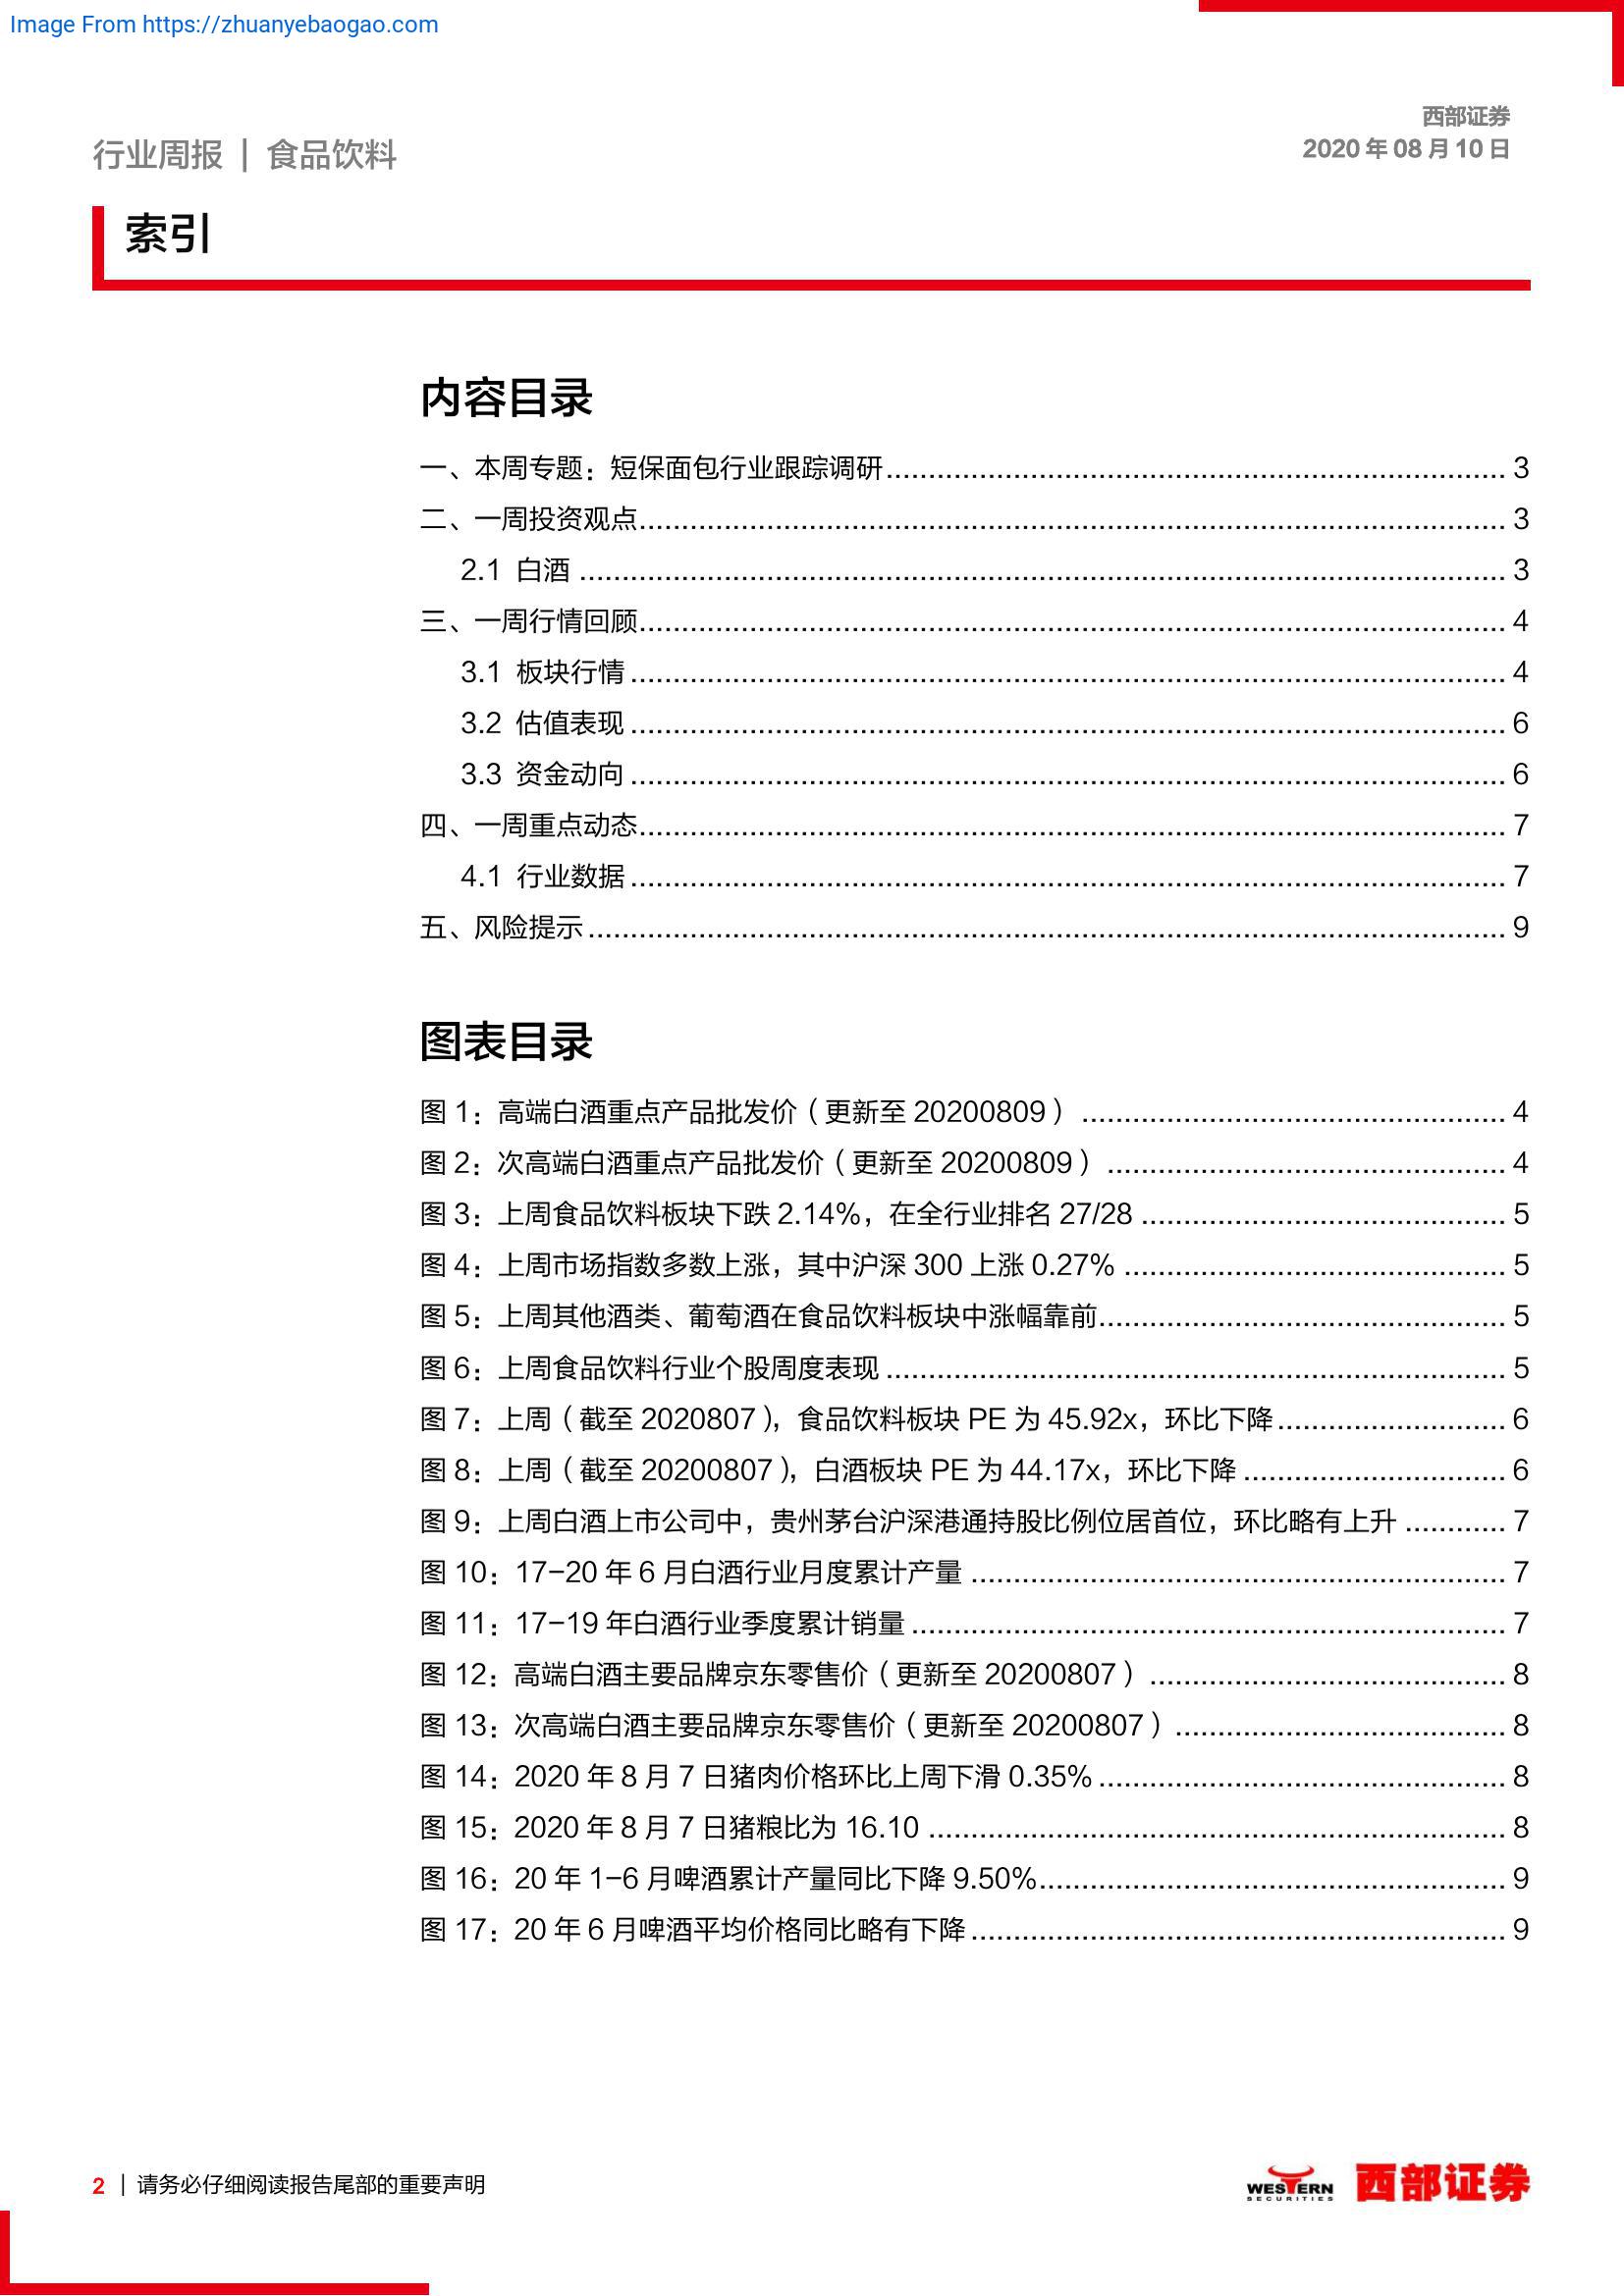 Image From https://zhuanyebaogao.com
西部证券
行业周报 | 食品饮料
2020 年 08 月 10 日
索引
内容目录
一、本周专题：短保面包行业跟踪调研 3
二、一周投资观点 3
2.1 白酒 3
三、一周行情回顾 4
3.1 板块行情 4
3.2 估值表现 6
3.3 资金动向 6
四、一周重点动态 7
4.1 行业数据 7
五、风险提示 9
图表目录
图 1：高端白酒重点产品批发价（更新至 20200809） 4
图 2：次高端白酒重点产品批发价（更新至 20200809） 4
图 3：上周食品饮料板块下跌 2.14%，在全行业排名 27/28 5
图 4：上周市场指数多数上涨，其中沪深 300 上涨 0.27% 5
图 5：上周其他酒类、葡萄酒在食品饮料板块中涨幅靠前 5
图 6：上周食品饮料行业个股周度表现 5
图 7：上周（截至 2020807），食品饮料板块 PE 为 45.92x，环比下降 6
图 8：上周（截至 20200807），白酒板块 PE 为 44.17x，环比下降 6
图 9：上周白酒上市公司中，贵州茅台沪深港通持股比例位居首位，环比略有上升 7
图 10：17-20 年 6 月白酒行业月度累计产量 7
图 11：17-19 年白酒行业季度累计销量 7
图 12：高端白酒主要品牌京东零售价（更新至 20200807） 8
图 13：次高端白酒主要品牌京东零售价（更新至 20200807） 8
图 14：2020 年 8 月 7 日猪肉价格环比上周下滑 0.35% 8
图 15：2020 年 8 月 7 日猪粮比为 16.10 8
图 16：20 年 1-6 月啤酒累计产量同比下降 9.50% 9
图 17：20 年 6 月啤酒平均价格同比略有下降 9
2 | 请务必仔细阅读报告尾部的重要声明
WESTERN
SECURITIES
西部证券